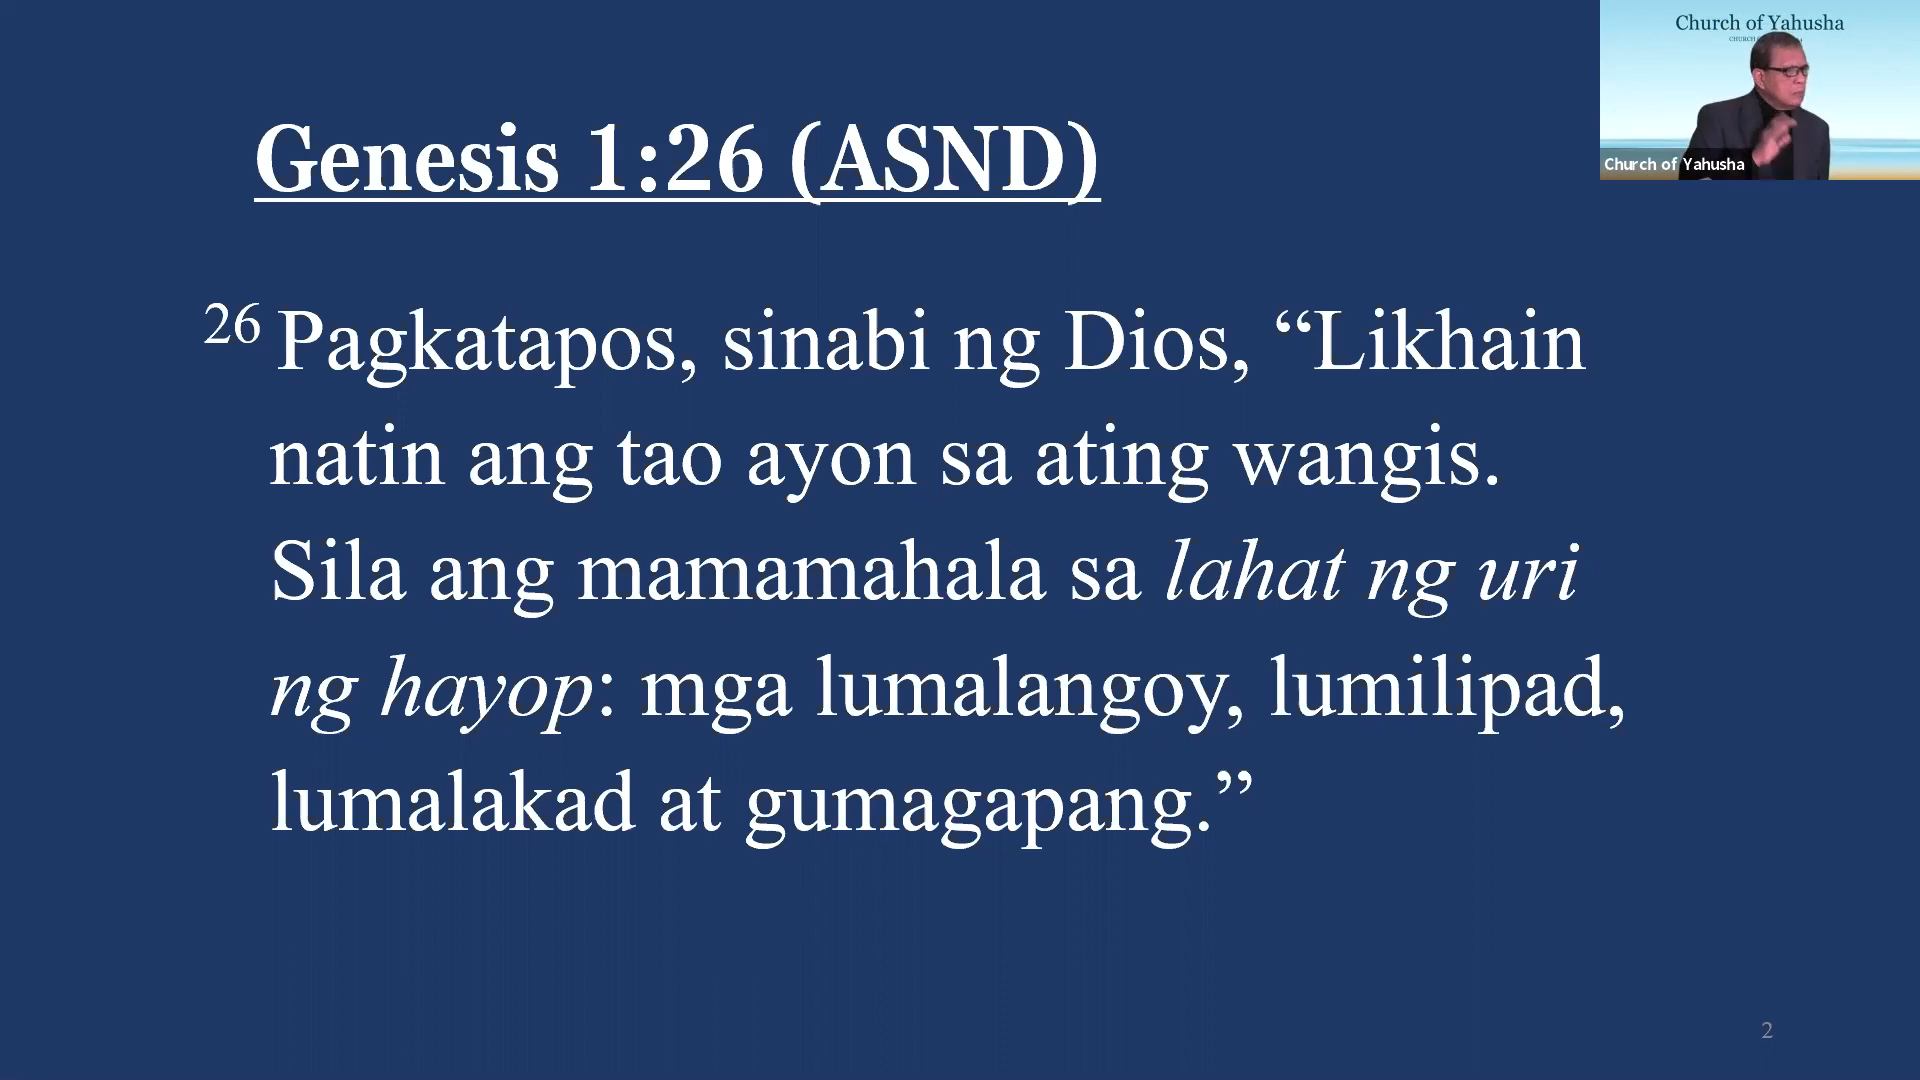 Church of Yahusha
Genesis 1:26 (ASND)
Church of Yahusha
26 Pagkatapos, sinabi ng Dios, “Likhain
natin ang tao ayon sa ating wangis.
Sila ang mamamahala sa lahat ng uri
ng hayop: mga lumalangoy, lumilipad,
lumalakad at gumagapang.”
2